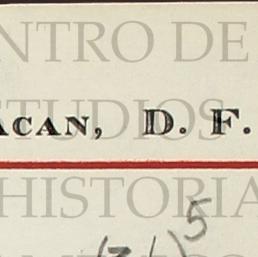 NTRO DE
ACAN, D. F.
STUDIOS
HISTORIA
5